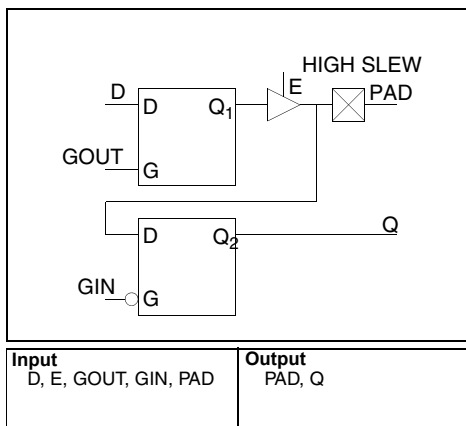 HIGH SLEW
D
E
PAD
D
Q1
GOUT
G
D
Q2
Q
GIN
G
Input
D, E, GOUT, GIN, PAD
Output
PAD, Q